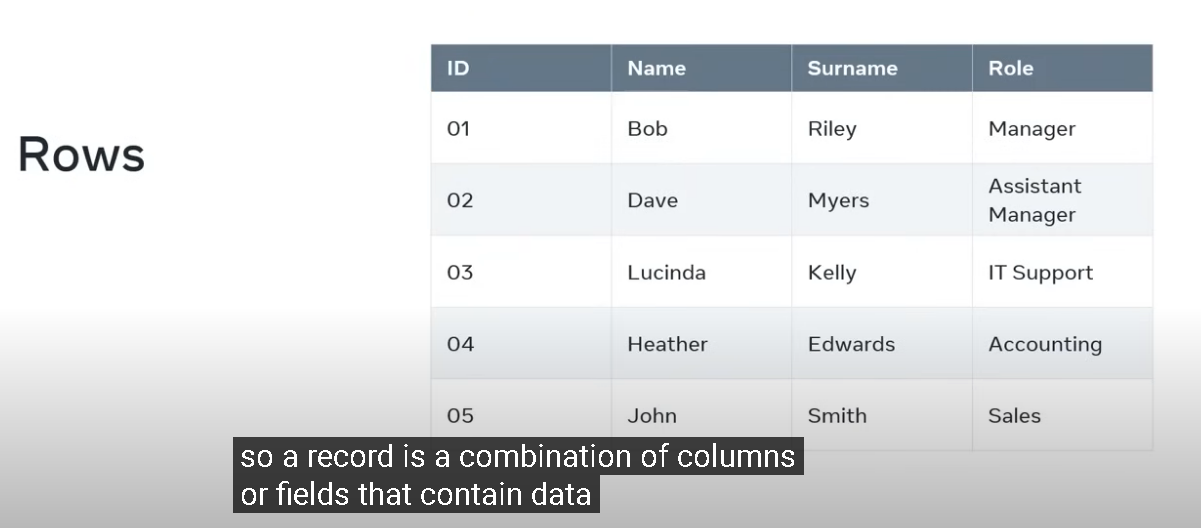 Rows
ID Name Surname Role
01 Bob Riley Manager
02 Dave Myers Assistant
Manager
03 Lucinda Kelly IT Support
04 Heather Edwards Accounting
05 John Smith Sales
so a record is a combination of columns
or fields that contain data